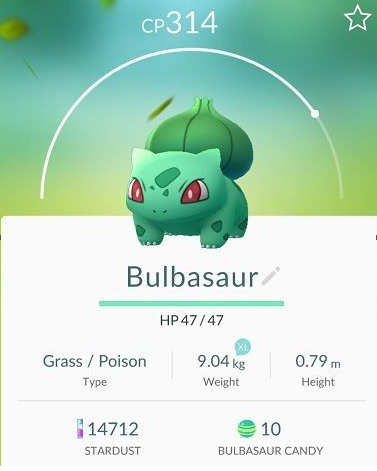 CP314
Bulbasaur
HP 47 / 47
XL
Grass / Poison 9.04 kg 0.79 m
Type Weight Height
14712 10
STARDUST BULBASAUR CANDY